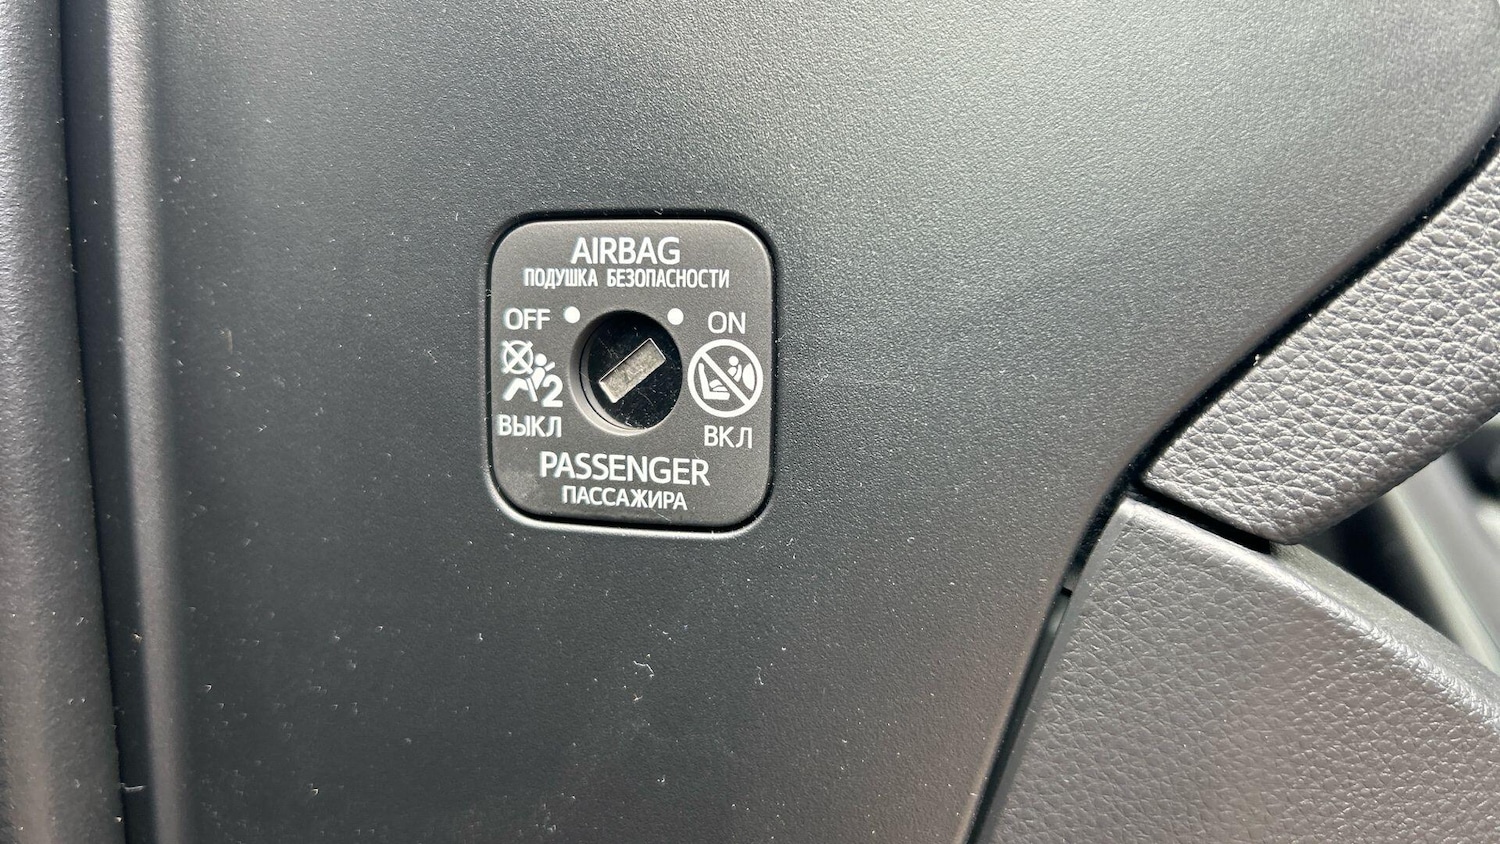 AIRBAG
ПОДУШКА БЕЗОПАСНОСТИ
OFF
ON
2
ВЫКЛ
ВКЛ
PASSENGER
ПАССАЖИРА